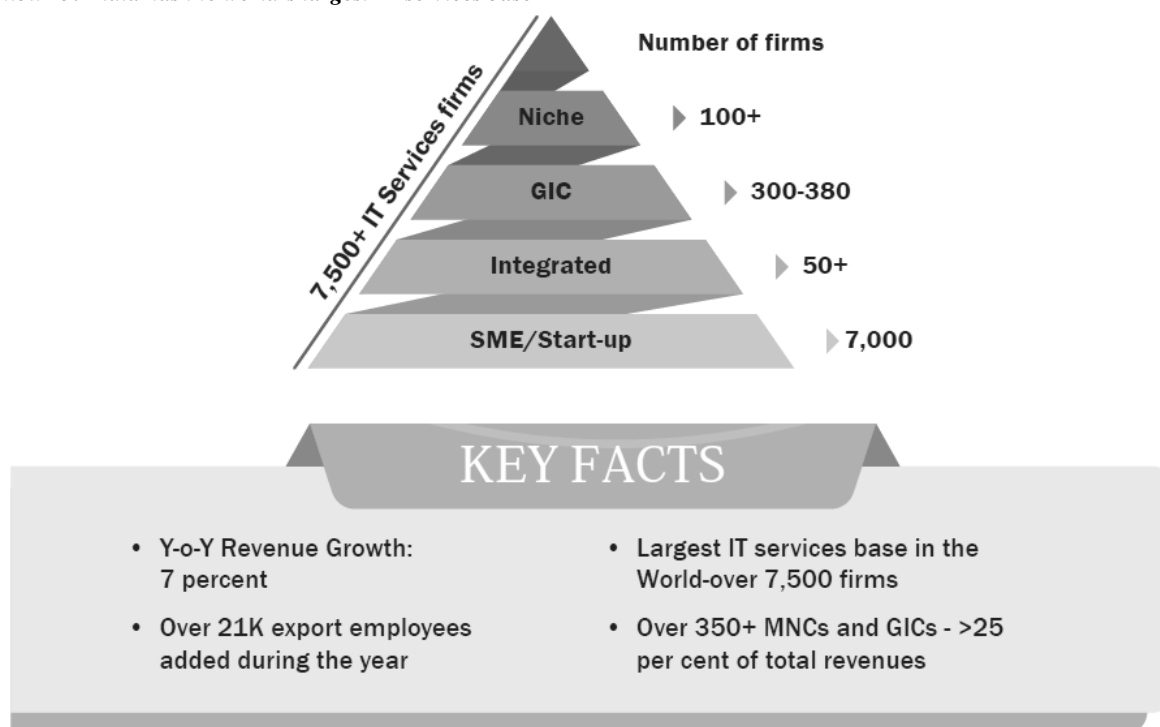 Number of firms
7,500+ IT Services firms
Niche
100+
GIC
300-380
Integrated
50+
SME/Start-up
7,000
KEY FACTS
• Y-o-Y Revenue Growth:
7 percent
• Over 21K export employees
added during the year
• Largest IT services base in the
World-over 7,500 firms
• Over 350+ MNCs and GICs - >25
per cent of total revenues